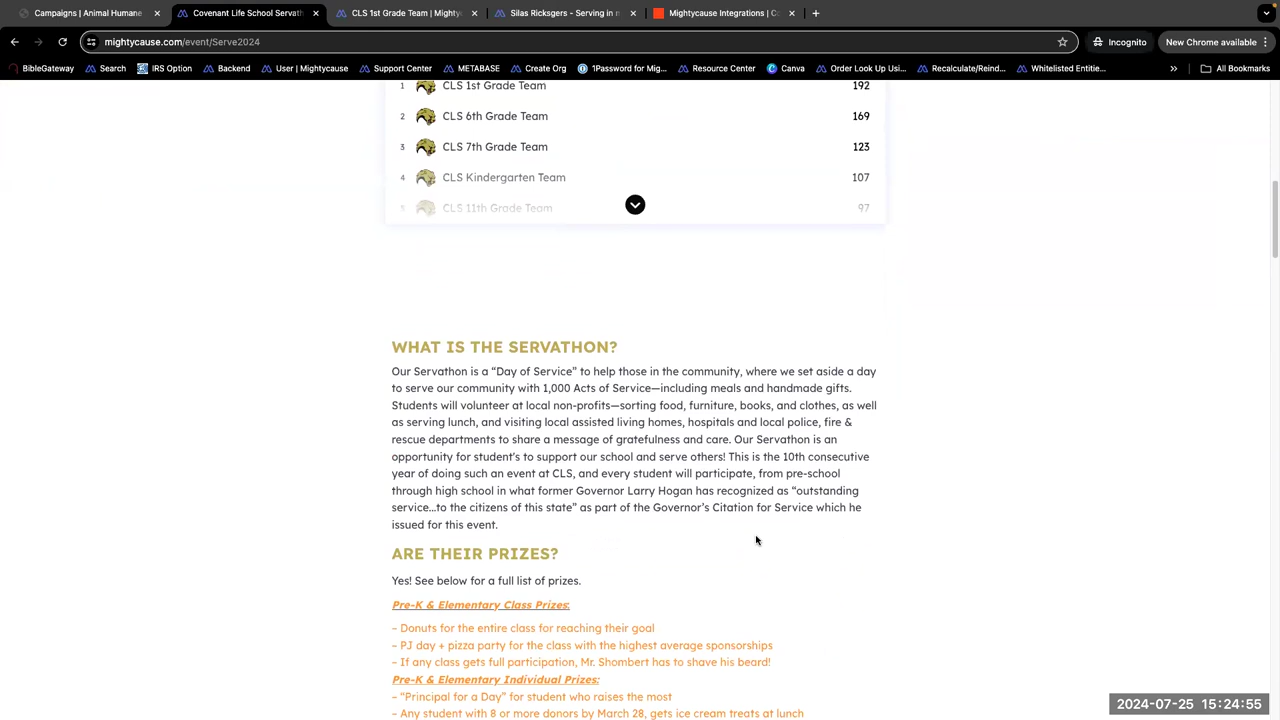 Campaigns | Animal Humane
Covenant Life School Servath
CLS 1st Grade Team | Mighty
Silas Ricksgers - Serving in n
Mightycause Integrations | Co
mightycause.com/event/Serve2024
Incognito
New Chrome available
BibleGateway
Search
IRS Option
Backend
User | Mightycause
Support Center
METABASE
Create Org
1Password for Mig...
Resource Center
Canva
Order Look Up Usi...
Recalculate/Reind...
Whitelisted Entitie...
»
All Bookmarks
1 CLS 1st Grade Team 192
2 CLS 6th Grade Team 169
3 CLS 7th Grade Team 123
4 CLS Kindergarten Team 107
CLS 11th Grade Team 97
WHAT IS THE SERVATHON?
Our Servathon is a “Day of Service” to help those in the community, where we set aside a day
to serve our community with 1,000 Acts of Service—including meals and handmade gifts.
Students will volunteer at local non-profits—sorting food, furniture, books, and clothes, as well
as serving lunch, and visiting local assisted living homes, hospitals and local police, fire &
rescue departments to share a message of gratefulness and care. Our Servathon is an
opportunity for student's to support our school and serve others! This is the 10th consecutive
year of doing such an event at CLS, and every student will participate, from pre-school
through high school in what former Governor Larry Hogan has recognized as “outstanding
service…to the citizens of this state” as part of the Governor’s Citation for Service which he
issued for this event.
ARE THEIR PRIZES?
Yes! See below for a full list of prizes.
Pre-K & Elementary Class Prizes:
– Donuts for the entire class for reaching their goal
– PJ day + pizza party for the class with the highest average sponsorships
– If any class gets full participation, Mr. Shombert has to shave his beard!
Pre-K & Elementary Individual Prizes:
– “Principal for a Day” for student who raises the most
– Any student with 8 or more donors by March 28, gets ice cream treats at lunch
2024-07-25 15:24:55